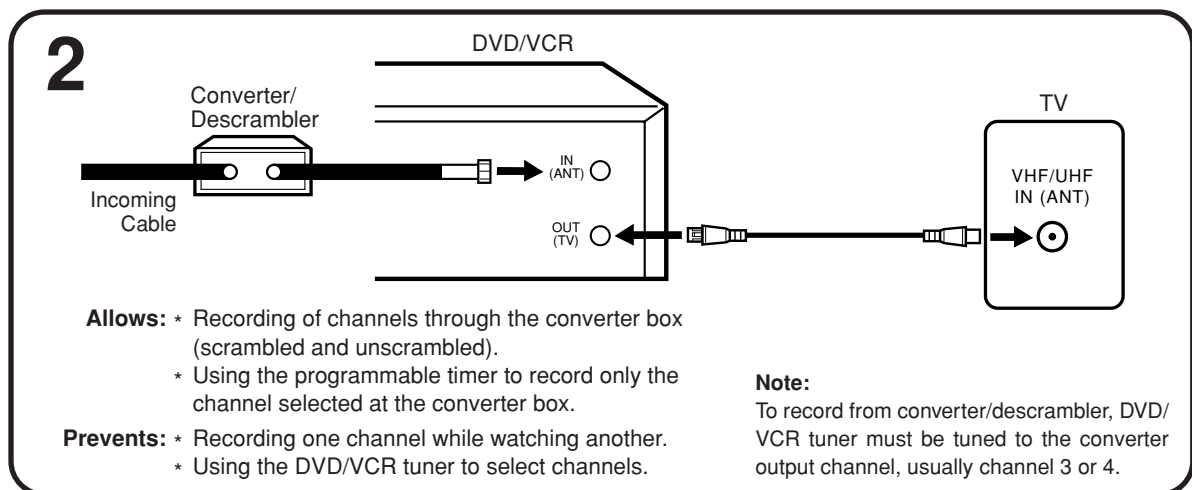 2
DVD/VCR
Converter/
Descrambler
TV
IN
(ANT)
VHF/UHF
IN (ANT)
Incoming
Cable
OUT
(TV)
Allows: * Recording of channels through the converter box
(scrambled and unscrambled).
* Using the programmable timer to record only the
channel selected at the converter box.
Prevents: * Recording one channel while watching another.
* Using the DVD/VCR tuner to select channels.
Note:
To record from converter/descrambler, DVD/
VCR tuner must be tuned to the converter
output channel, usually channel 3 or 4.